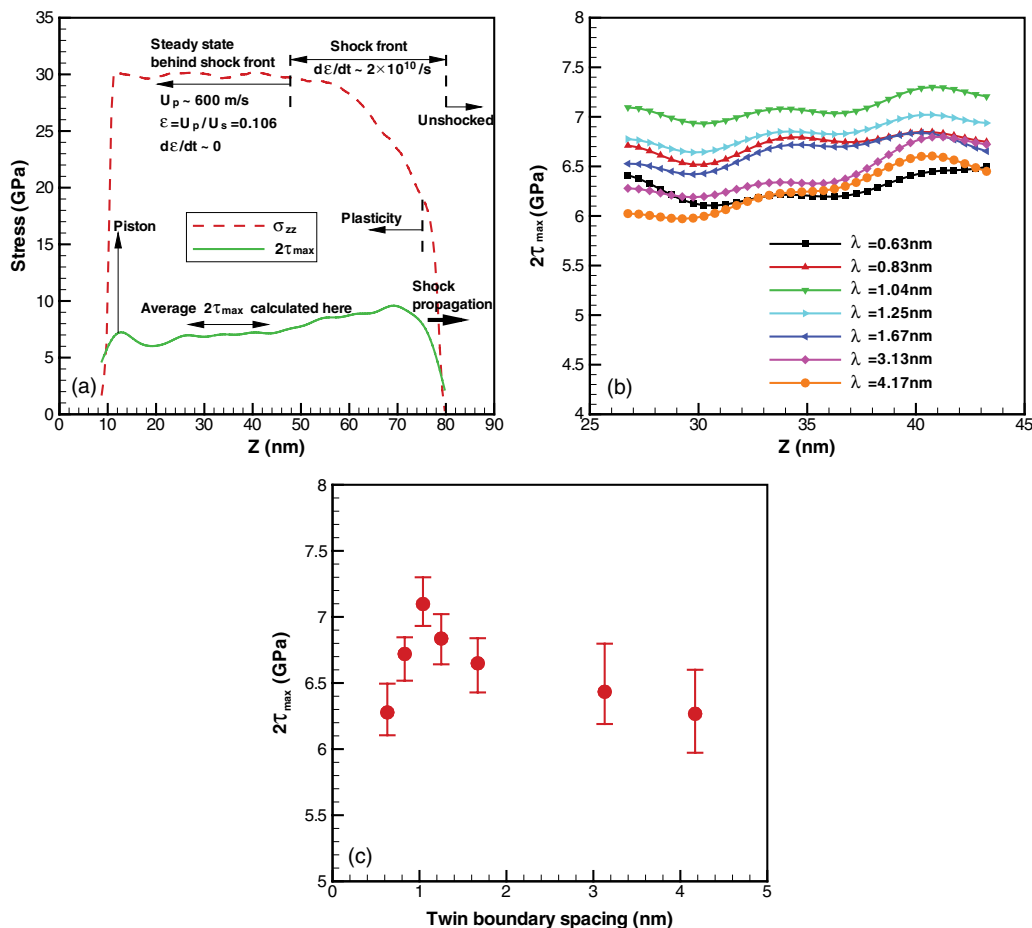 35
30
25
20
15
10
5
0
Stress (GPa)
Steady state
behind shock front
Shock front
dε/dt ~ 2×10¹⁰/s
Uₚ ~ 600 m/s
ε=Uₚ/Uₛ=0.106
dε/dt ~ 0
Unshocked
Piston
σzz
2τmax
Plasticity
Average 2τmax calculated here
Shock
propagation
(a)
0 10 20 30 40 50 60 70 80 90
Z (nm)
8
7.5
7
6.5
6
5.5
5
4.5
4
2τmax (GPa)
λ =0.63nm
λ =0.83nm
λ =1.04nm
λ =1.25nm
λ =1.67nm
λ =3.13nm
λ =4.17nm
(b)
25 30 35 40 45
Z (nm)
8
7.5
7
6.5
6
5.5
5
2τmax (GPa)
(c)
0 1 2 3 4 5
Twin boundary spacing (nm)